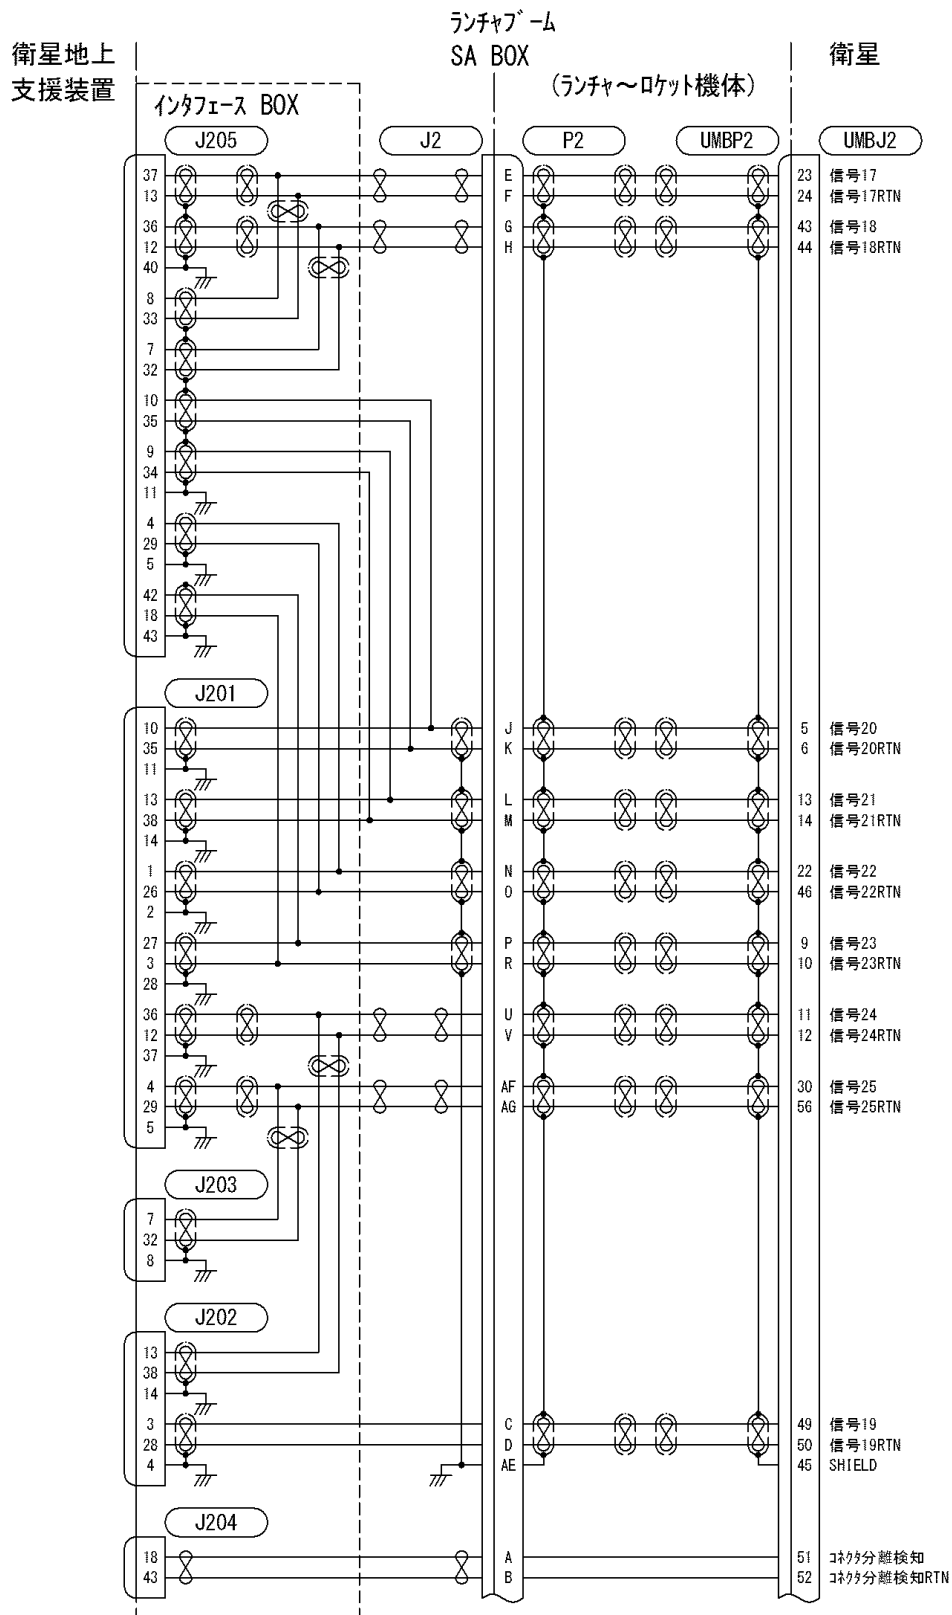 ランチャブーム
衛星地上
支援装置
SA BOX
衛星
(ランチャ～ロケット機体)
インタフェース BOX
J205 J2 P2 UMBP2 UMBJ2
37 E 23 信号17
13 F 24 信号17RTN
36 G 43 信号18
12 H 44 信号18RTN
40
8
33
7
32
10
35
9
34
11
4
29
5
42
18
43
J201
10 J 5 信号20
35 K 6 信号20RTN
11
13 L 13 信号21
38 M 14 信号21RTN
14
1 N 22 信号22
26 O 46 信号22RTN
2
27 P 9 信号23
3 R 10 信号23RTN
28
36 U 11 信号24
12 V 12 信号24RTN
37
4 AF 30 信号25
29 AG 56 信号25RTN
5
J203
7
32
8
J202
13
38
14
3 C 49 信号19
28 D 50 信号19RTN
4 AE 45 SHIELD
J204
18 A 51 コネクタ分離検知
43 B 52 コネクタ分離検知RTN